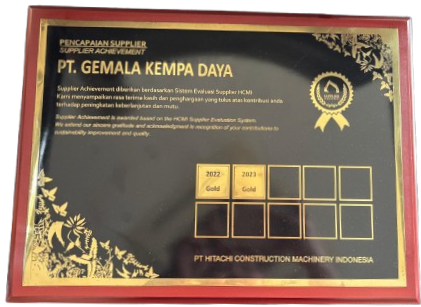 PENCAPAIAN SUPPLIER
SUPPLIER ACHIEVEMENT
PT. GEMALA KEMPA DAYA
Supplier Achievement diberikan berdasarkan Sistem Evaluasi Supplier HCMI
Kami menyampaikan rasa terima kasih dan penghargaan yang tulus atas kontribusi anda
terhadap peningkatan keberlanjutan dan mutu.
Supplier Achievement is awarded based on the HCMI Supplier Evaluation System.
We extend our sincere gratitude and acknowledgment in recognition of your contributions to
sustainability improvement and quality.
2022 2023
Gold Gold
PT HITACHI CONSTRUCTION MACHINERY INDONESIA